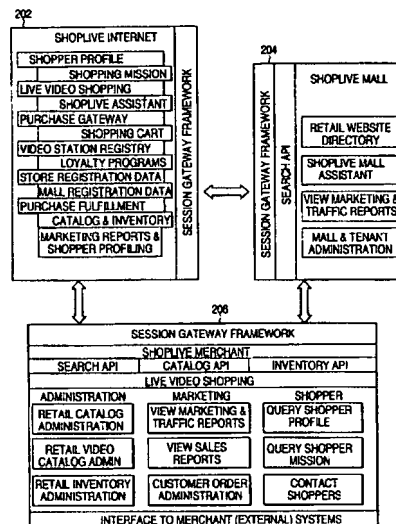 202
SHOPLIVE INTERNET
SHOPPER PROFILE
SHOPPING MISSION
LIVE VIDEO SHOPPING
SHOPLIVE ASSISTANT
PURCHASE GATEWAY
SHOPPING CART
VIDEO STATION REGISTRY
LOYALTY PROGRAMS
STORE REGISTRATION DATA
MALL REGISTRATION DATA
PURCHASE FULFILLMENT
CATALOG & INVENTORY
MARKETING REPORTS &
SHOPPER PROFILING
SESSION GATEWAY FRAMEWORK
204
SESSION GATEWAY FRAMEWORK
SEARCH API
SHOPLIVE MALL
RETAIL WEBSITE
DIRECTORY
SHOPLIVE MALL
ASSISTANT
VIEW MARKETING &
TRAFFIC REPORTS
MALL & TENANT
ADMINISTRATION
206
SESSION GATEWAY FRAMEWORK
SHOPLIVE MERCHANT
SEARCH API CATALOG API INVENTORY API
LIVE VIDEO SHOPPING
ADMINISTRATION MARKETING SHOPPER
RETAIL CATALOG
ADMINISTRATION
VIEW MARKETING &
TRAFFIC REPORTS
QUERY SHOPPER
PROFILE
RETAIL VIDEO
CATALOG ADMIN
VIEW SALES
REPORTS
QUERY SHOPPER
MISSION
RETAIL INVENTORY
ADMINISTRATION
CUSTOMER ORDER
ADMINISTRATION
CONTACT
SHOPPERS
INTERFACE TO MERCHANT (EXTERNAL) SYSTEMS